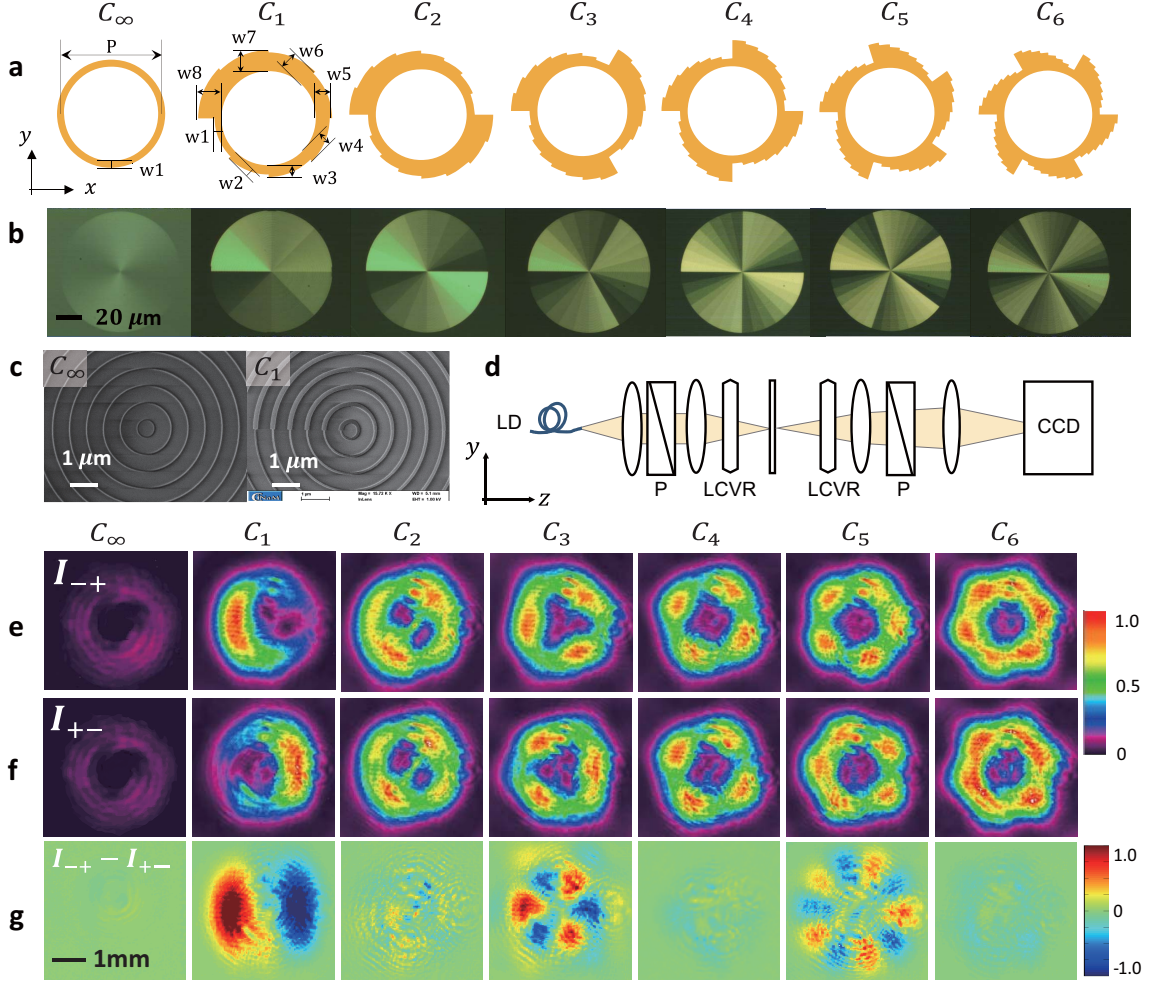 C∞ C1 C2 C3 C4 C5 C6
a
P
w7 w6
w8 w5
w1 w4
w2 w3
w1
y
x
b
20 μm
c
C∞ C1
1 μm 1 μm
1 μm
d
LD
P LCVR LCVR P
CCD
y
z
C∞ C1 C2 C3 C4 C5 C6
e
I−+
1.0
0.5
0
f
I+−
g
I−+ − I+−
1mm
1.0
0
-1.0